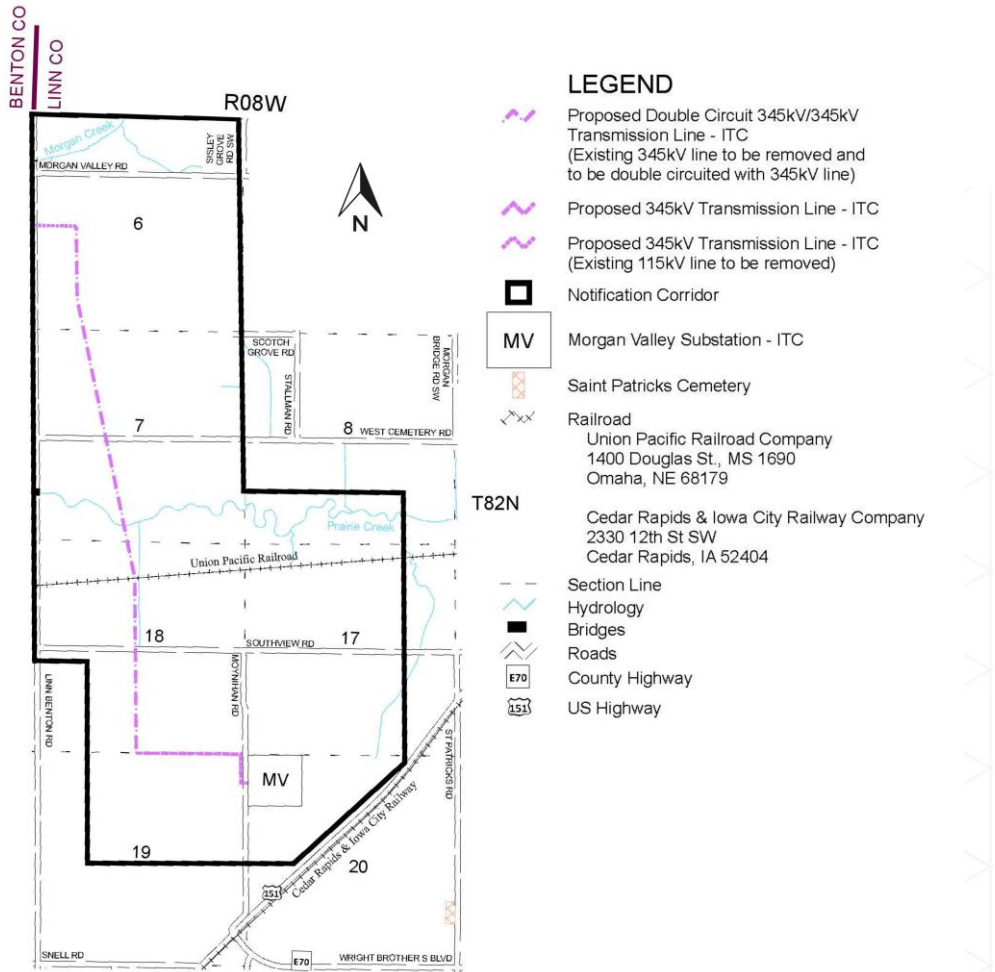 BENTON CO
LINN CO
R08W
Morgan Creek
SISLEY
GROVE
RD SW
MORGAN VALLEY RD
N
6
SCOTCH
GROVE RD
STALLMAN RD
MORGAN
BRIDGE RD SW
7
8
WEST CEMETERY RD
T82N
Prairie Creek
Union Pacific Railroad
18
SOUTHVIEW RD
17
LINN BENTON RD
MOYNIHAN RD
ST PATRICKS RD
MV
Cedar Rapids & Iowa City Railway
19
20
151
SNELL RD
E70
WRIGHT BROTHER S BLVD
LEGEND
Proposed Double Circuit 345kV/345kV
Transmission Line - ITC
(Existing 345kV line to be removed and
to be double circuited with 345kV line)
Proposed 345kV Transmission Line - ITC
Proposed 345kV Transmission Line - ITC
(Existing 115kV line to be removed)
Notification Corridor
MV
Morgan Valley Substation - ITC
Saint Patricks Cemetery
Railroad
Union Pacific Railroad Company
1400 Douglas St., MS 1690
Omaha, NE 68179
Cedar Rapids & Iowa City Railway Company
2330 12th St SW
Cedar Rapids, IA 52404
Section Line
Hydrology
Bridges
Roads
E70
County Highway
151
US Highway